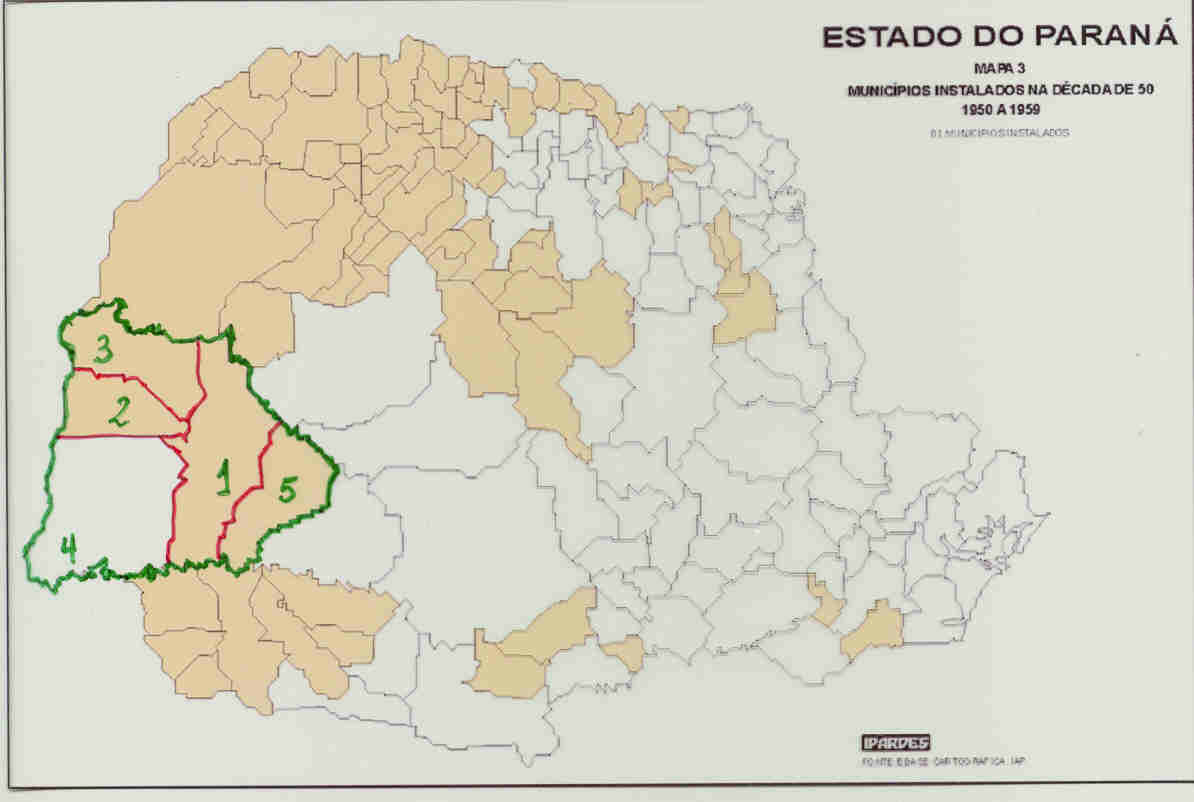 ESTADO DO PARANÁ
MAPA 3
MUNICÍPIOS INSTALADOS NA DÉCADA DE 50
1950 A 1959
81 MUNICÍPIOS INSTALADOS
3
2
1
5
4
IPARDES
FONTE E BASE CARTOGRÁFICA: IAP